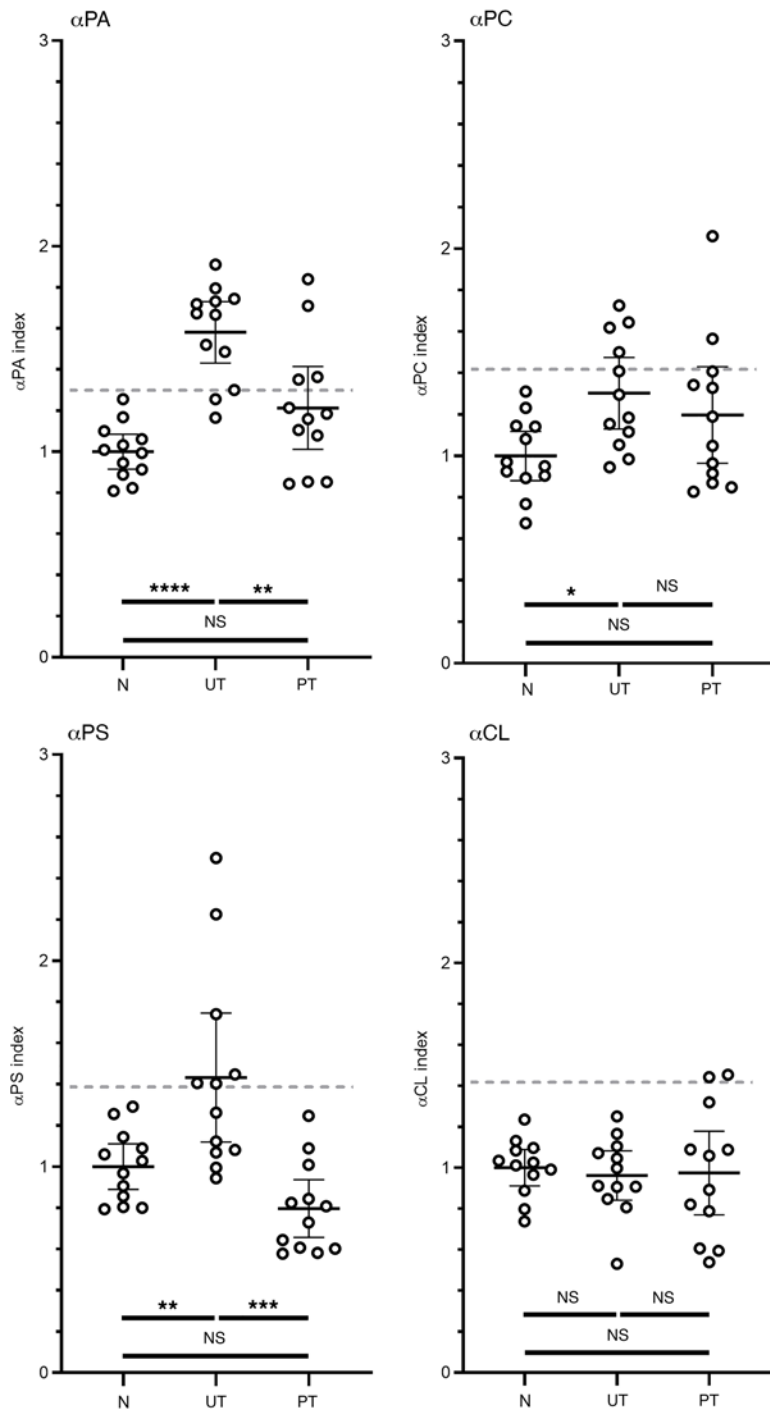 αPA
αPA index
3
2
1
0
**** **
NS
N UT PT
αPC
αPC index
3
2
1
0
* NS
NS
N UT PT
αPS
αPS index
3
2
1
0
** ***
NS
N UT PT
αCL
αCL index
3
2
1
0
NS NS
NS
N UT PT